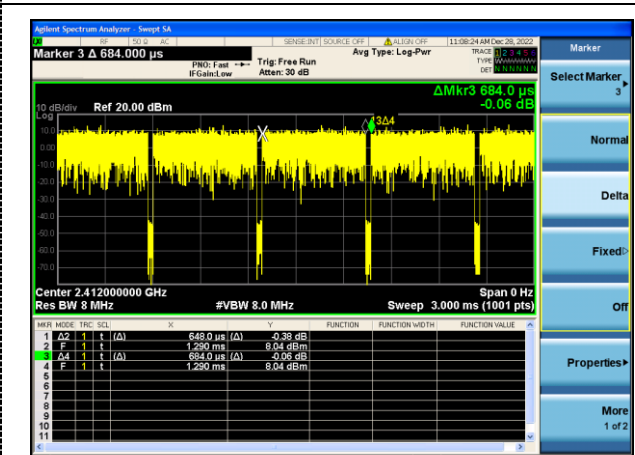 Agilent Spectrum Analyzer - Swept SA
RF 50 Ω AC SENSE:INT SOURCE OFF ALIGN OFF 11:08:24 AM Dec 28, 2022
Marker 3 Δ 684.000 μs
PNO: Fast
IFGain:Low
Trig: Free Run
Atten: 30 dB
Avg Type: Log-Pwr
TRACE 1 2 3 4 5 6
TYPE
DET N N N N N N
ΔMkr3 684.0 μs
-0.06 dB
10 dB/div Ref 20.00 dBm
Log
10.0
0.00
-10.0
-20.0
-30.0
-40.0
-50.0
-60.0
-70.0
3Δ4
Center 2.412000000 GHz Span 0 Hz
Res BW 8 MHz #VBW 8.0 MHz Sweep 3.000 ms (1001 pts)
MKR MODE TRC SCL X Y FUNCTION FUNCTION WIDTH FUNCTION VALUE
1 Δ2 1 t (Δ) 648.0 μs (Δ) -0.38 dB
2 F 1 t 1.290 ms 8.04 dBm
3 Δ4 1 t (Δ) 684.0 μs (Δ) -0.06 dB
4 F 1 t 1.290 ms 8.04 dBm
5
6
7
8
9
10
11
Marker
Select Marker
3
Normal
Delta
Fixed
Off
Properties
More
1 of 2